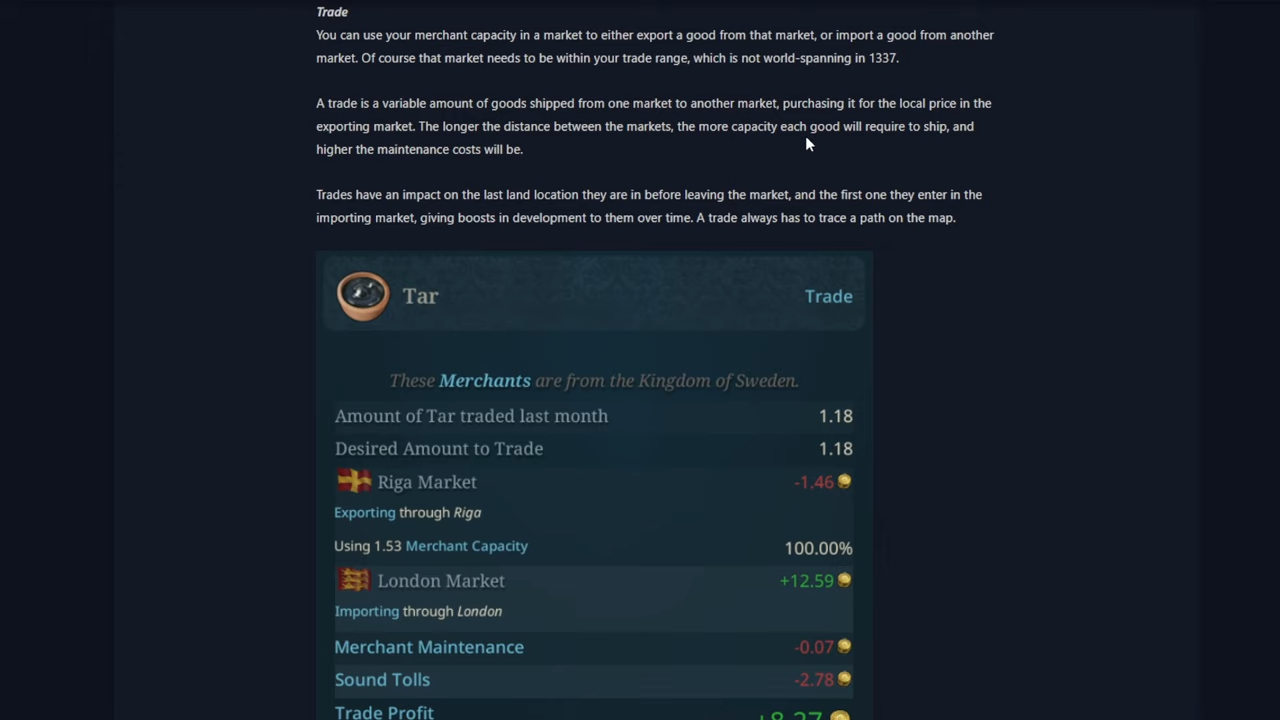 Trade
You can use your merchant capacity in a market to either export a good from that market, or import a good from another
market. Of course that market needs to be within your trade range, which is not world-spanning in 1337.
A trade is a variable amount of goods shipped from one market to another market, purchasing it for the local price in the
exporting market. The longer the distance between the markets, the more capacity each good will require to ship, and
higher the maintenance costs will be.
Trades have an impact on the last land location they are in before leaving the market, and the first one they enter in the
importing market, giving boosts in development to them over time. A trade always has to trace a path on the map.
Tar Trade
These Merchants are from the Kingdom of Sweden.
Amount of Tar traded last month 1.18
Desired Amount to Trade 1.18
Riga Market -1.46
Exporting through Riga
Using 1.53 Merchant Capacity 100.00%
London Market +12.59
Importing through London
Merchant Maintenance -0.07
Sound Tolls -2.78
Trade Profit +8.27